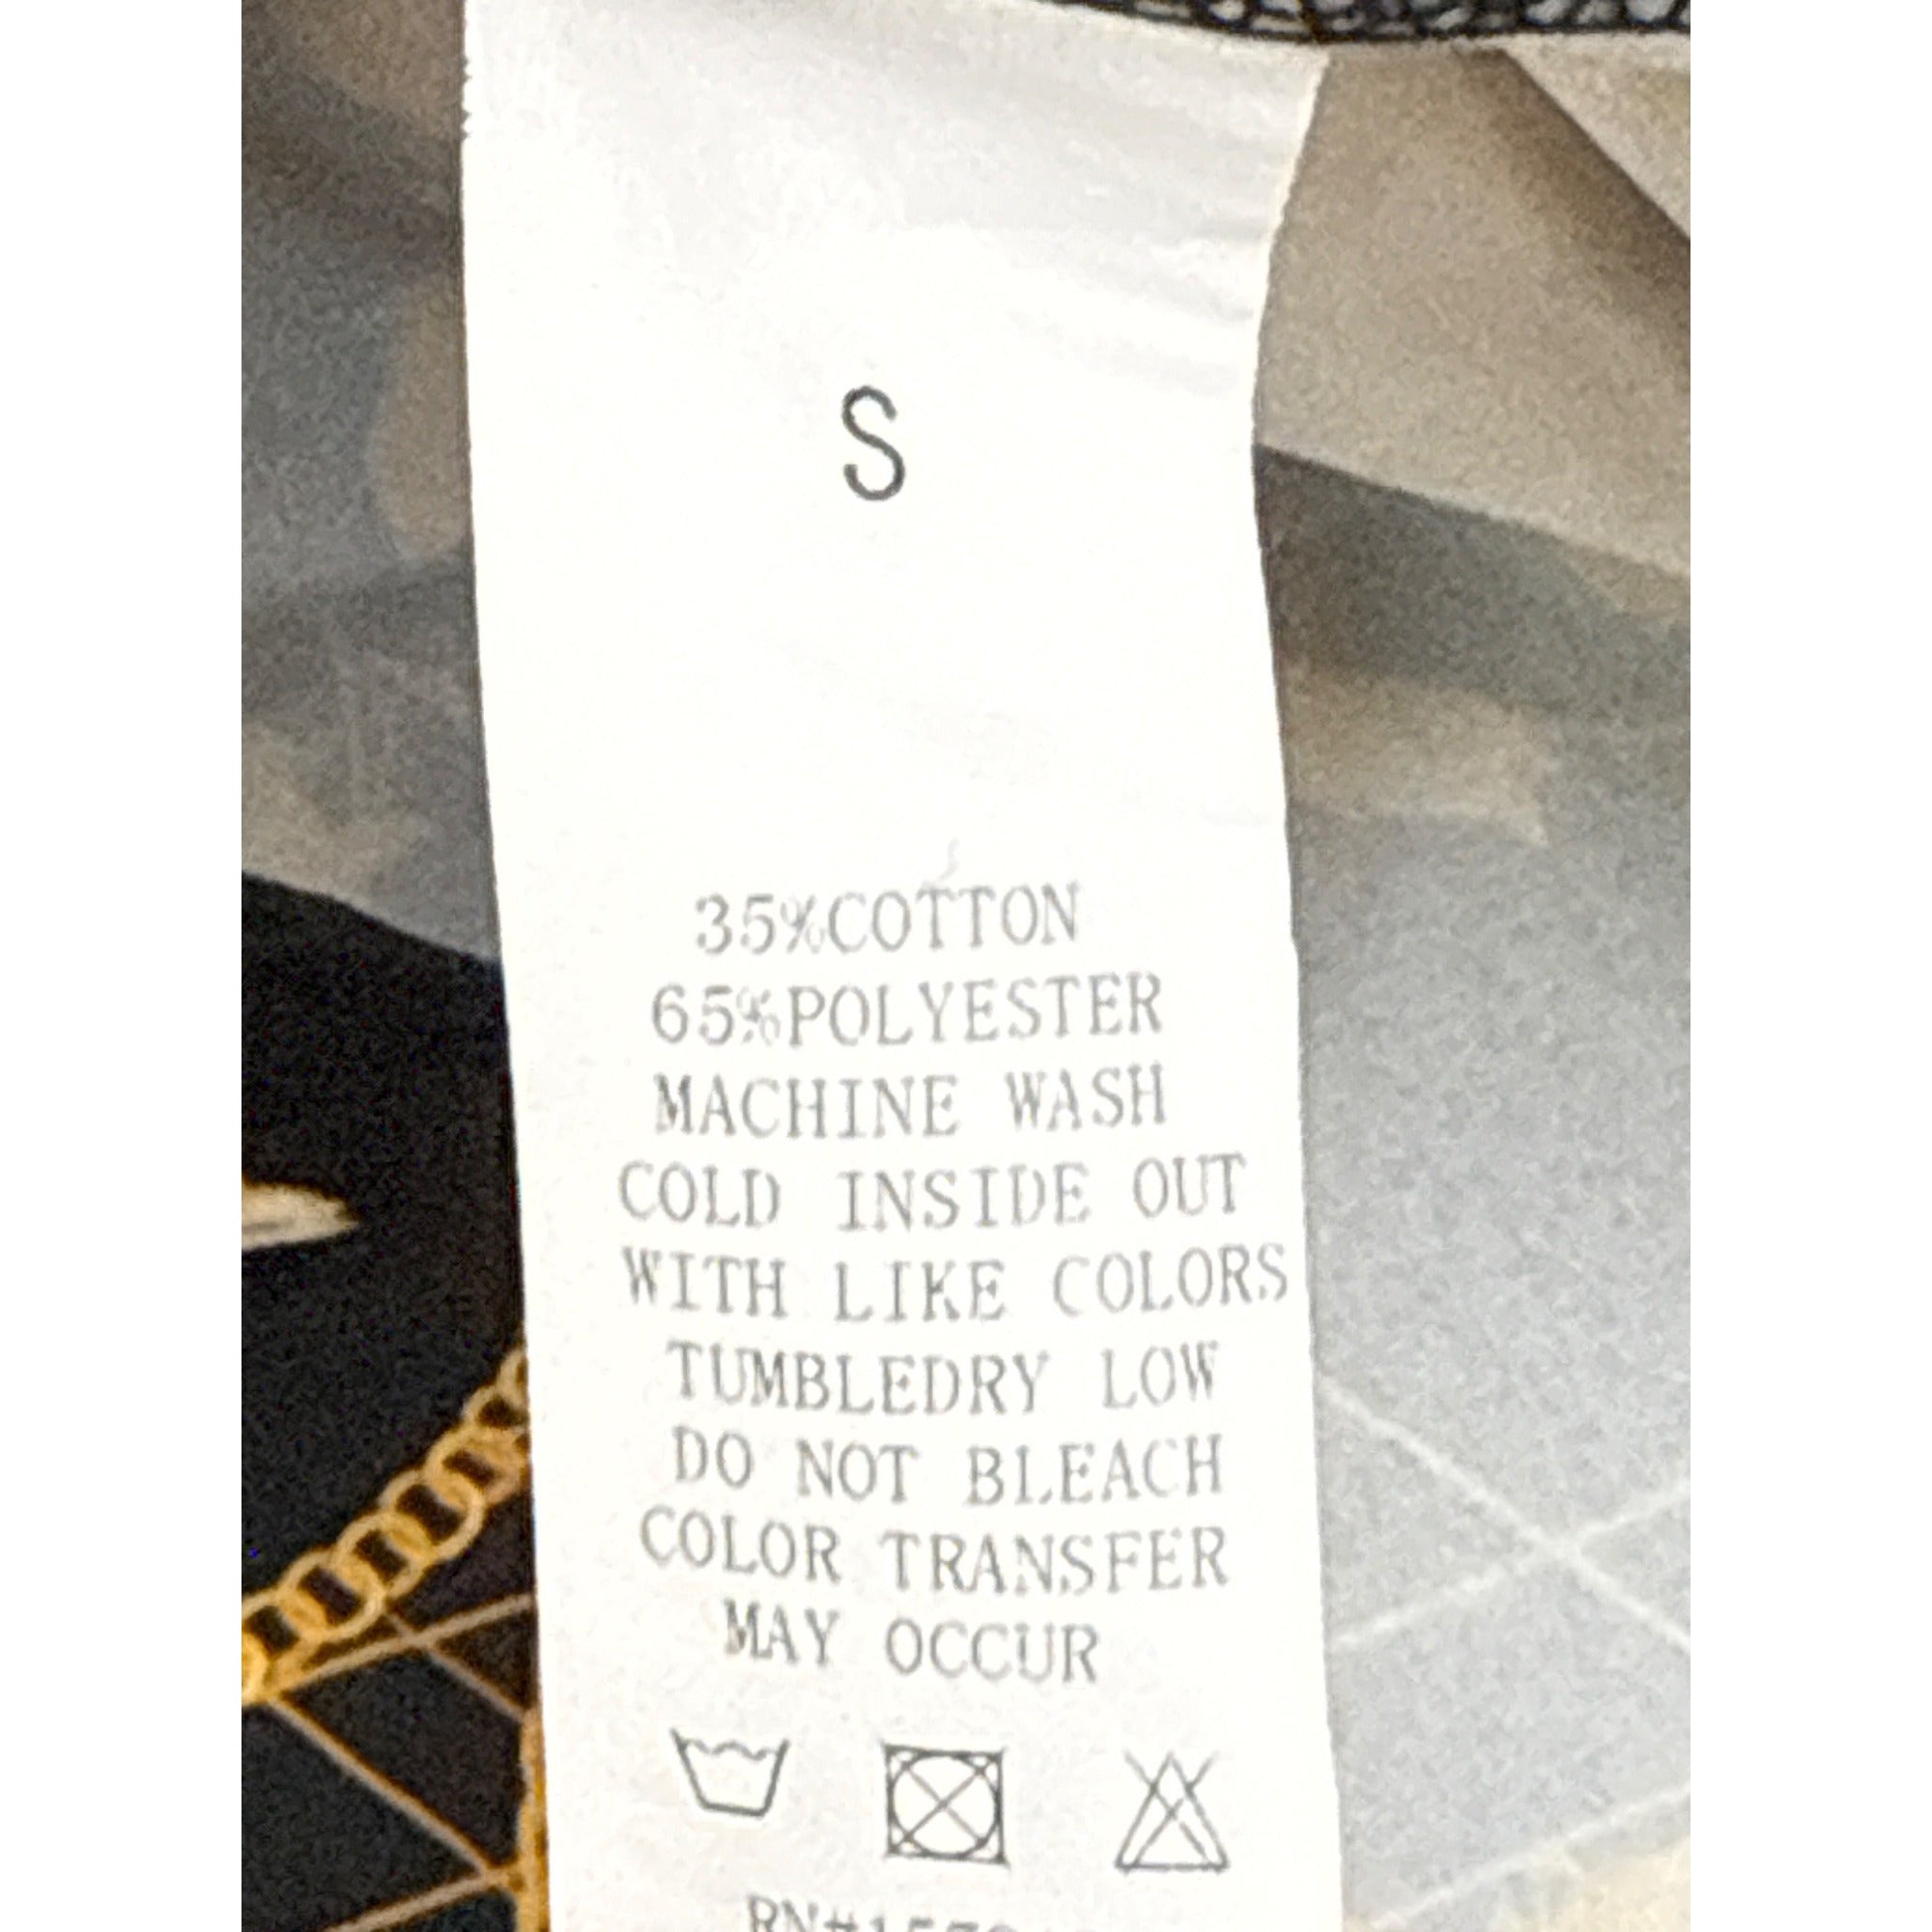 S
35%COTTON
65%POLYESTER
MACHINE WASH
COLD INSIDE OUT
WITH LIKE COLORS
TUMBLEDRY LOW
DO NOT BLEACH
COLOR TRANSFER
MAY OCCUR